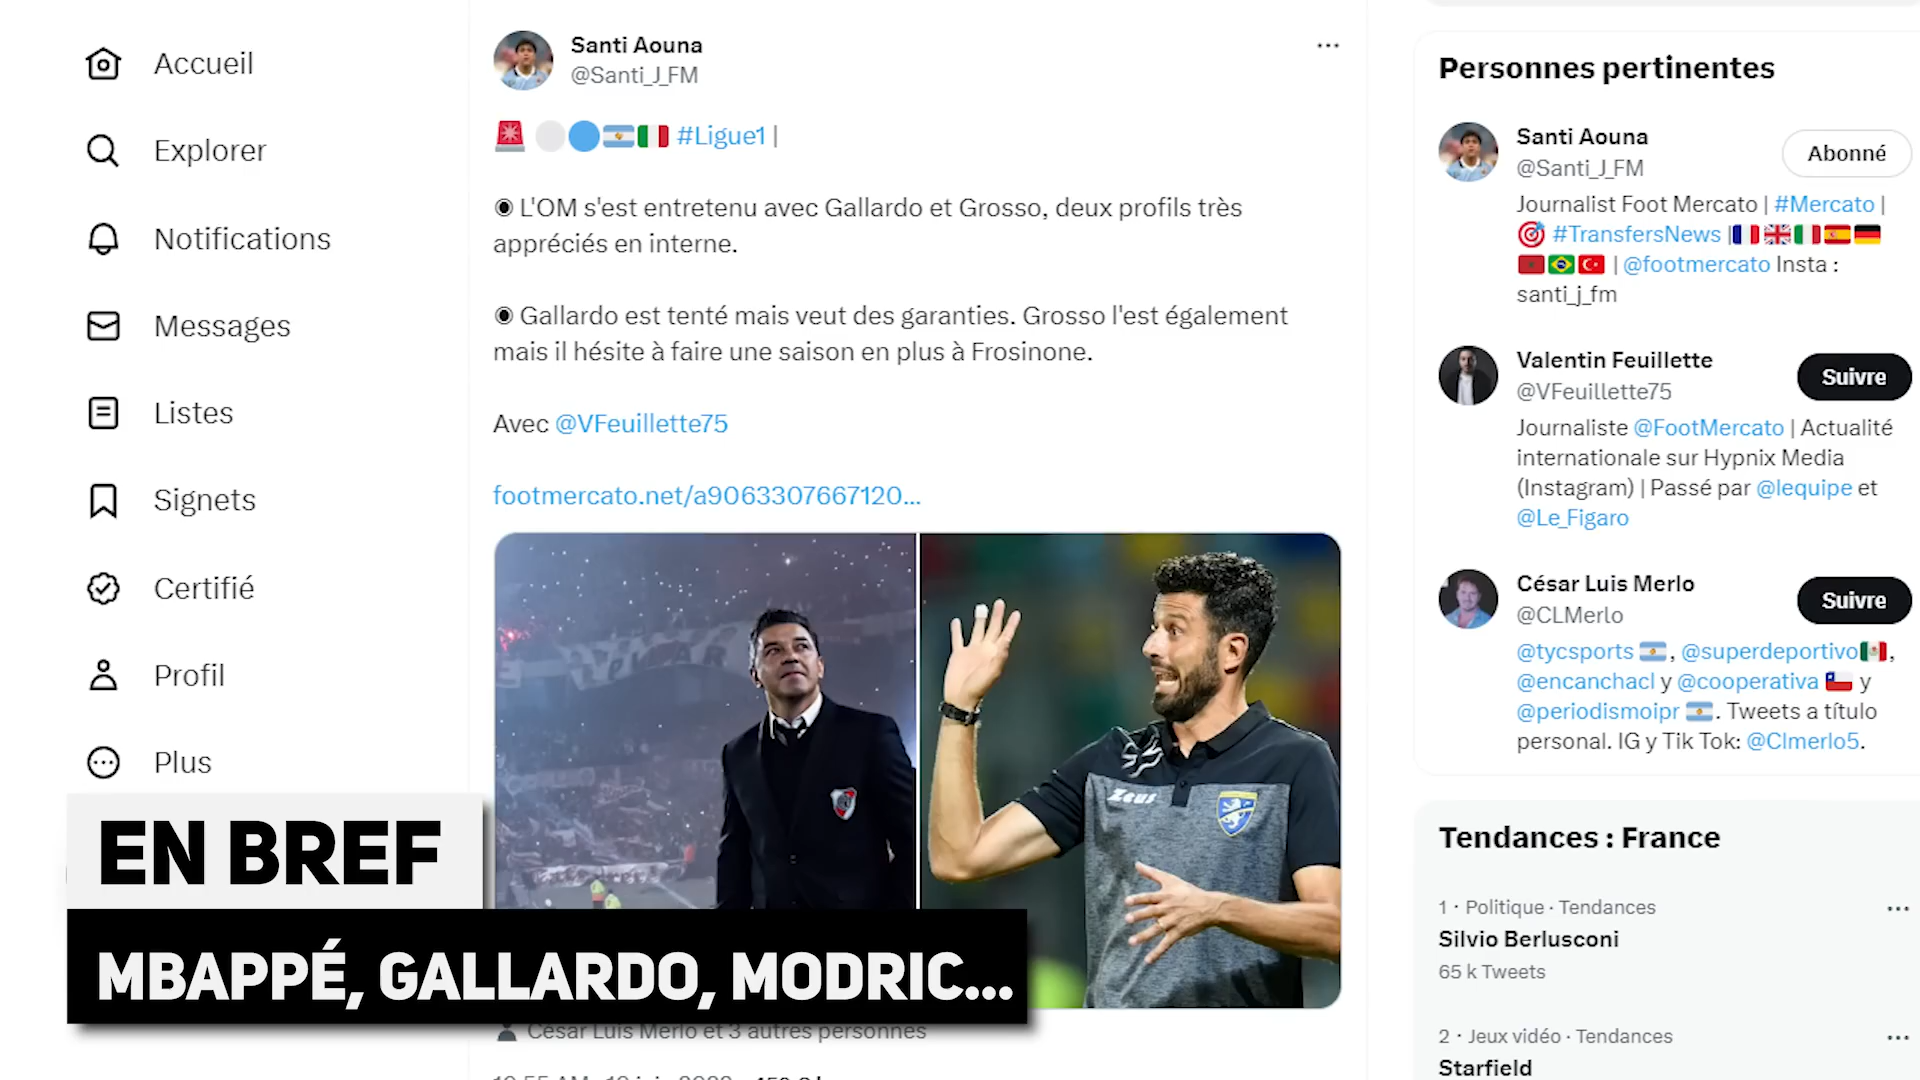 Accueil
Explorer
Notifications
Messages
Listes
Signets
Certifié
Profil
Plus
Santi Aouna
@Santi_J_FM
#Ligue1 |
◉ L'OM s'est entretenu avec Gallardo et Grosso, deux profils très
appréciés en interne.
◉ Gallardo est tenté mais veut des garanties. Grosso l'est également
mais il hésite à faire une saison en plus à Frosinone.
Avec @VFeuillette75
footmercato.net/a9063307667120...
Zeus
César Luis Merlo et 3 autres personnes
EN BREF
MBAPPÉ, GALLARDO, MODRIC...
Personnes pertinentes
Santi Aouna
@Santi_J_FM
Abonné
Journalist Foot Mercato | #Mercato |
#TransfersNews |
| @footmercato Insta :
santi_j_fm
Valentin Feuillette
@VFeuillette75
Suivre
Journaliste @FootMercato | Actualité
internationale sur Hypnix Media
(Instagram) | Passé par @lequipe et
@Le_Figaro
César Luis Merlo
@CLMerlo
Suivre
@tycsports , @superdeportivo ,
@encanchacl y @cooperativa y
@periodismoipr . Tweets a título
personal. IG y Tik Tok: @Clmerlo5.
Tendances : France
1 · Politique · Tendances
Silvio Berlusconi
65 k Tweets
2 · Jeux vidéo · Tendances
Starfield